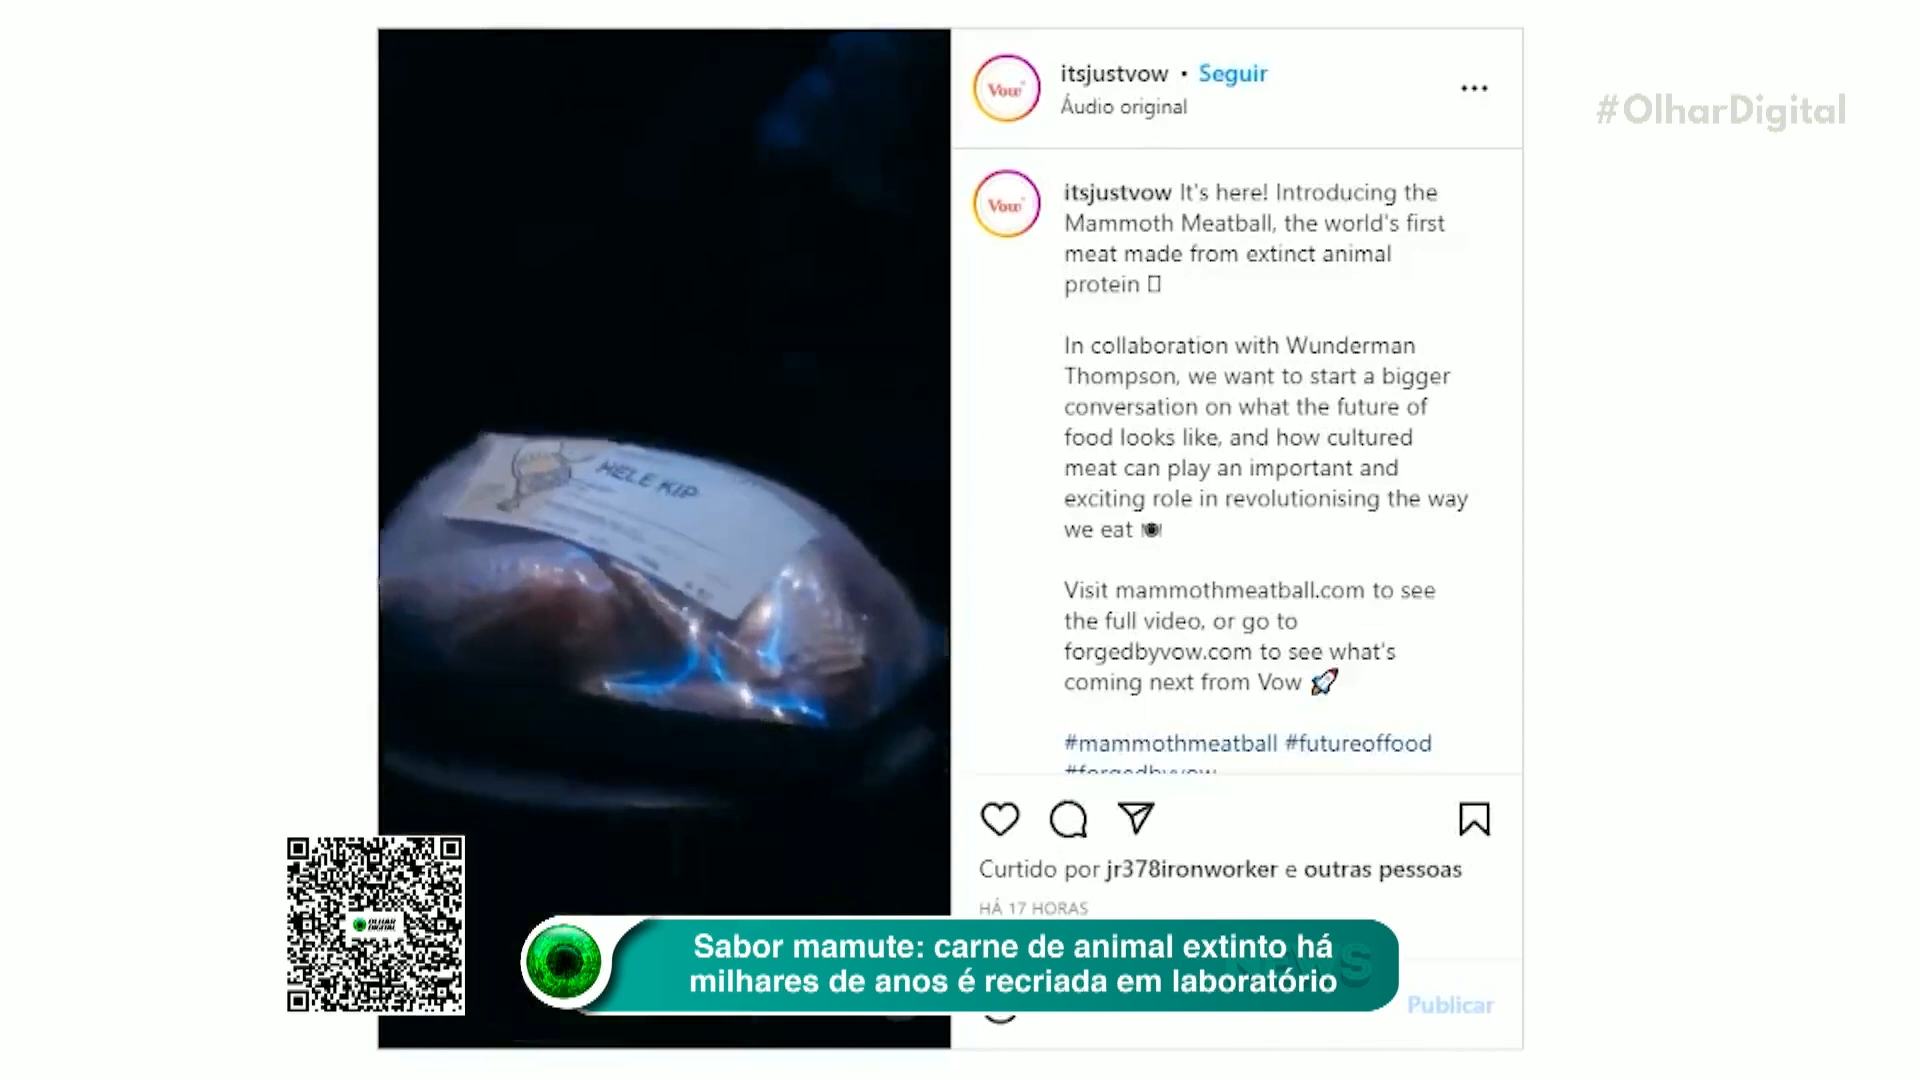 #OlharDigital
itsjustvow • Seguir
Áudio original
Vow
Vow
itsjustvow It's here! Introducing the
Mammoth Meatball, the world's first
meat made from extinct animal
protein
In collaboration with Wunderman
Thompson, we want to start a bigger
conversation on what the future of
food looks like, and how cultured
meat can play an important and
exciting role in revolutionising the way
we eat 🍽
Visit mammothmeatball.com to see
the full video, or go to
forgedbyvow.com to see what's
coming next from Vow 🚀
#mammothmeatball #futureoffood
#forgedbyvow
HELE KIP
Curtido por jr378ironworker e outras pessoas
HÁ 17 HORAS
OLHAR
DIGITAL
Sabor mamute: carne de animal extinto há
milhares de anos é recriada em laboratório
Publicar